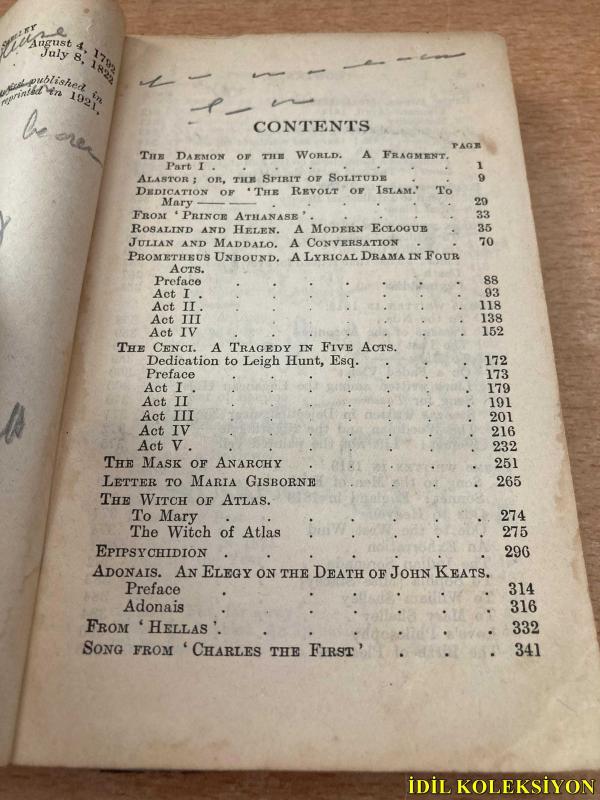 SHELLEY
August 4, 1792
July 8, 1822
published in
reprinted in 1921,
CONTENTS
PAGE
THE DAEMON OF THE WORLD. A FRAGMENT.
Part I . . . . . . . . 1
ALASTOR; OR, THE SPIRIT OF SOLITUDE . . 9
DEDICATION OF 'THE REVOLT OF ISLAM.' TO
MARY —— —— . . . . . . 29
FROM 'PRINCE ATHANASE' . . . . . 33
ROSALIND AND HELEN. A MODERN ECLOGUE . 35
JULIAN AND MADDALO. A CONVERSATION . . 70
PROMETHEUS UNBOUND. A LYRICAL DRAMA IN FOUR
ACTS.
Preface . . . . . . . 88
Act I . . . . . . . . 93
Act II . . . . . . . . 118
Act III . . . . . . . 138
Act IV . . . . . . . 152
THE CENCI. A TRAGEDY IN FIVE ACTS.
Dedication to Leigh Hunt, Esq. . . . . 172
Preface . . . . . . . 173
Act I . . . . . . . . 179
Act II . . . . . . . 191
Act III . . . . . . . 201
Act IV . . . . . . . 216
Act V . . . . . . . . 232
THE MASK OF ANARCHY . . . . . 251
LETTER TO MARIA GISBORNE . . . . 265
THE WITCH OF ATLAS.
To Mary . . . . . . . 274
The Witch of Atlas . . . . . 275
EPIPSYCHIDION . . . . . . . 296
ADONAIS. AN ELEGY ON THE DEATH OF JOHN KEATS.
Preface . . . . . . . 314
Adonais . . . . . . . 316
FROM 'HELLAS' . . . . . . . 332
SONG FROM 'CHARLES THE FIRST' . . . 341
İDİL KOLEKSİYON